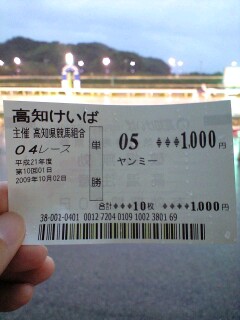 高知けいば
主催 高知県競馬組合
04レース
平成21年度
第10回01日
2009年10月02日
単勝
05 ☆☆☆1,000円
ヤンミー
合計 ☆☆☆☆10枚 ☆☆☆☆1,000円
38-002-0401 0012 7204 0109 1002 3801 69